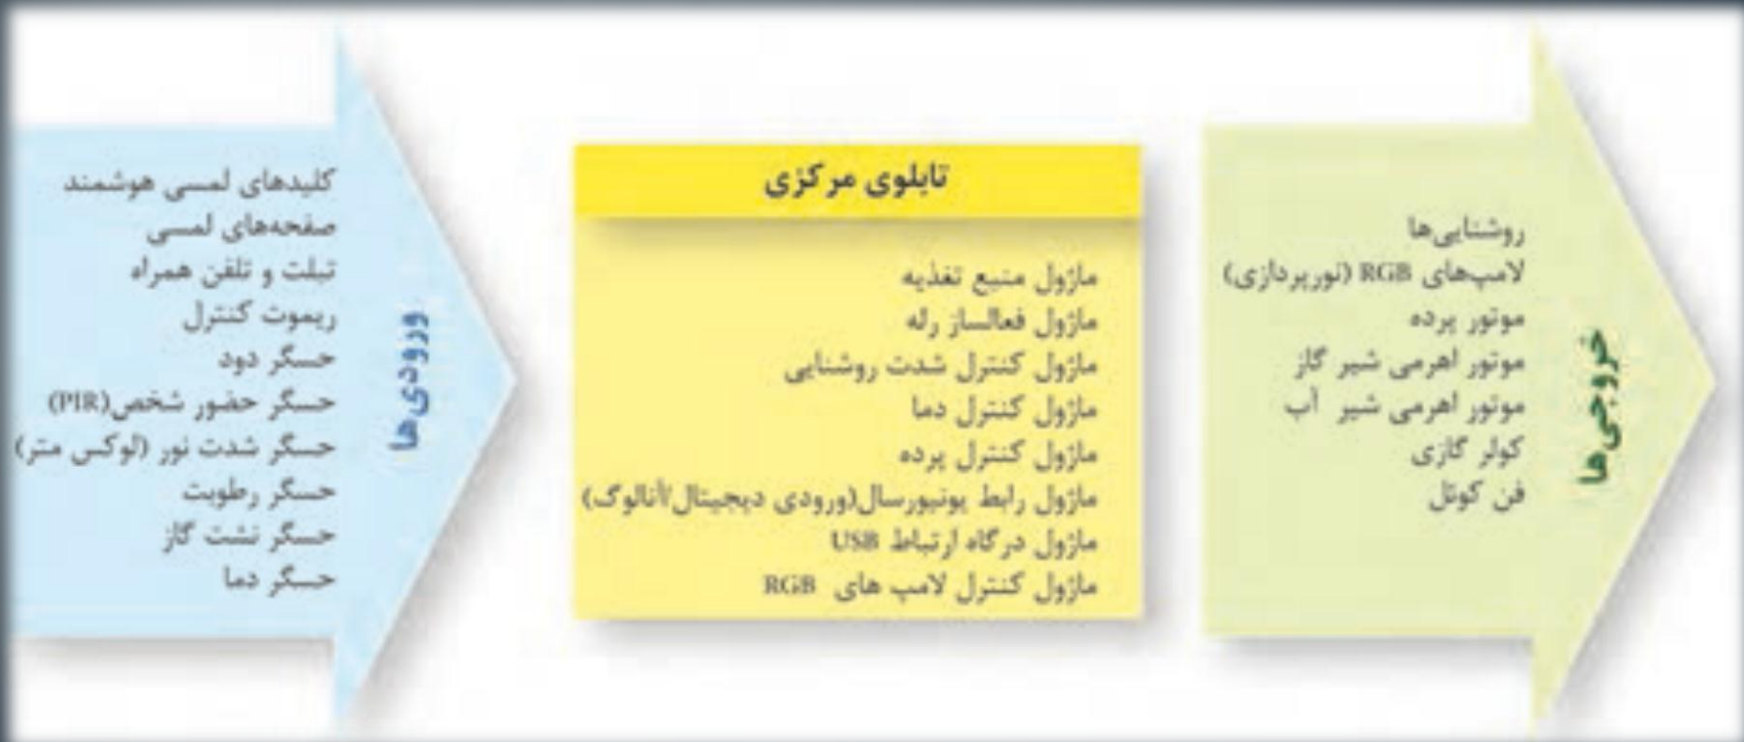 ورودی‌ها
کلیدهای لمسی هوشمند
صفحه‌های لمسی
تبلت و تلفن همراه
ریموت کنترل
حسگر دود
حسگر حضور شخص(PIR)
حسگر شدت نور (لوکس متر)
حسگر رطوبت
حسگر نشت گاز
حسگر دما
تابلوی مرکزی
ماژول منبع تغذیه
ماژول فعالساز رله
ماژول کنترل شدت روشنایی
ماژول کنترل دما
ماژول کنترل پرده
ماژول رابط یونیورسال(ورودی دیجیتال/آنالوگ)
ماژول درگاه ارتباط USB
ماژول کنترل لامپ های RGB
خروجی‌ها
روشنایی‌ها
لامپ‌های RGB (نورپردازی)
موتور پرده
موتور اهرمی شیر گاز
موتور اهرمی شیر آب
کولر گازی
فن کوئل